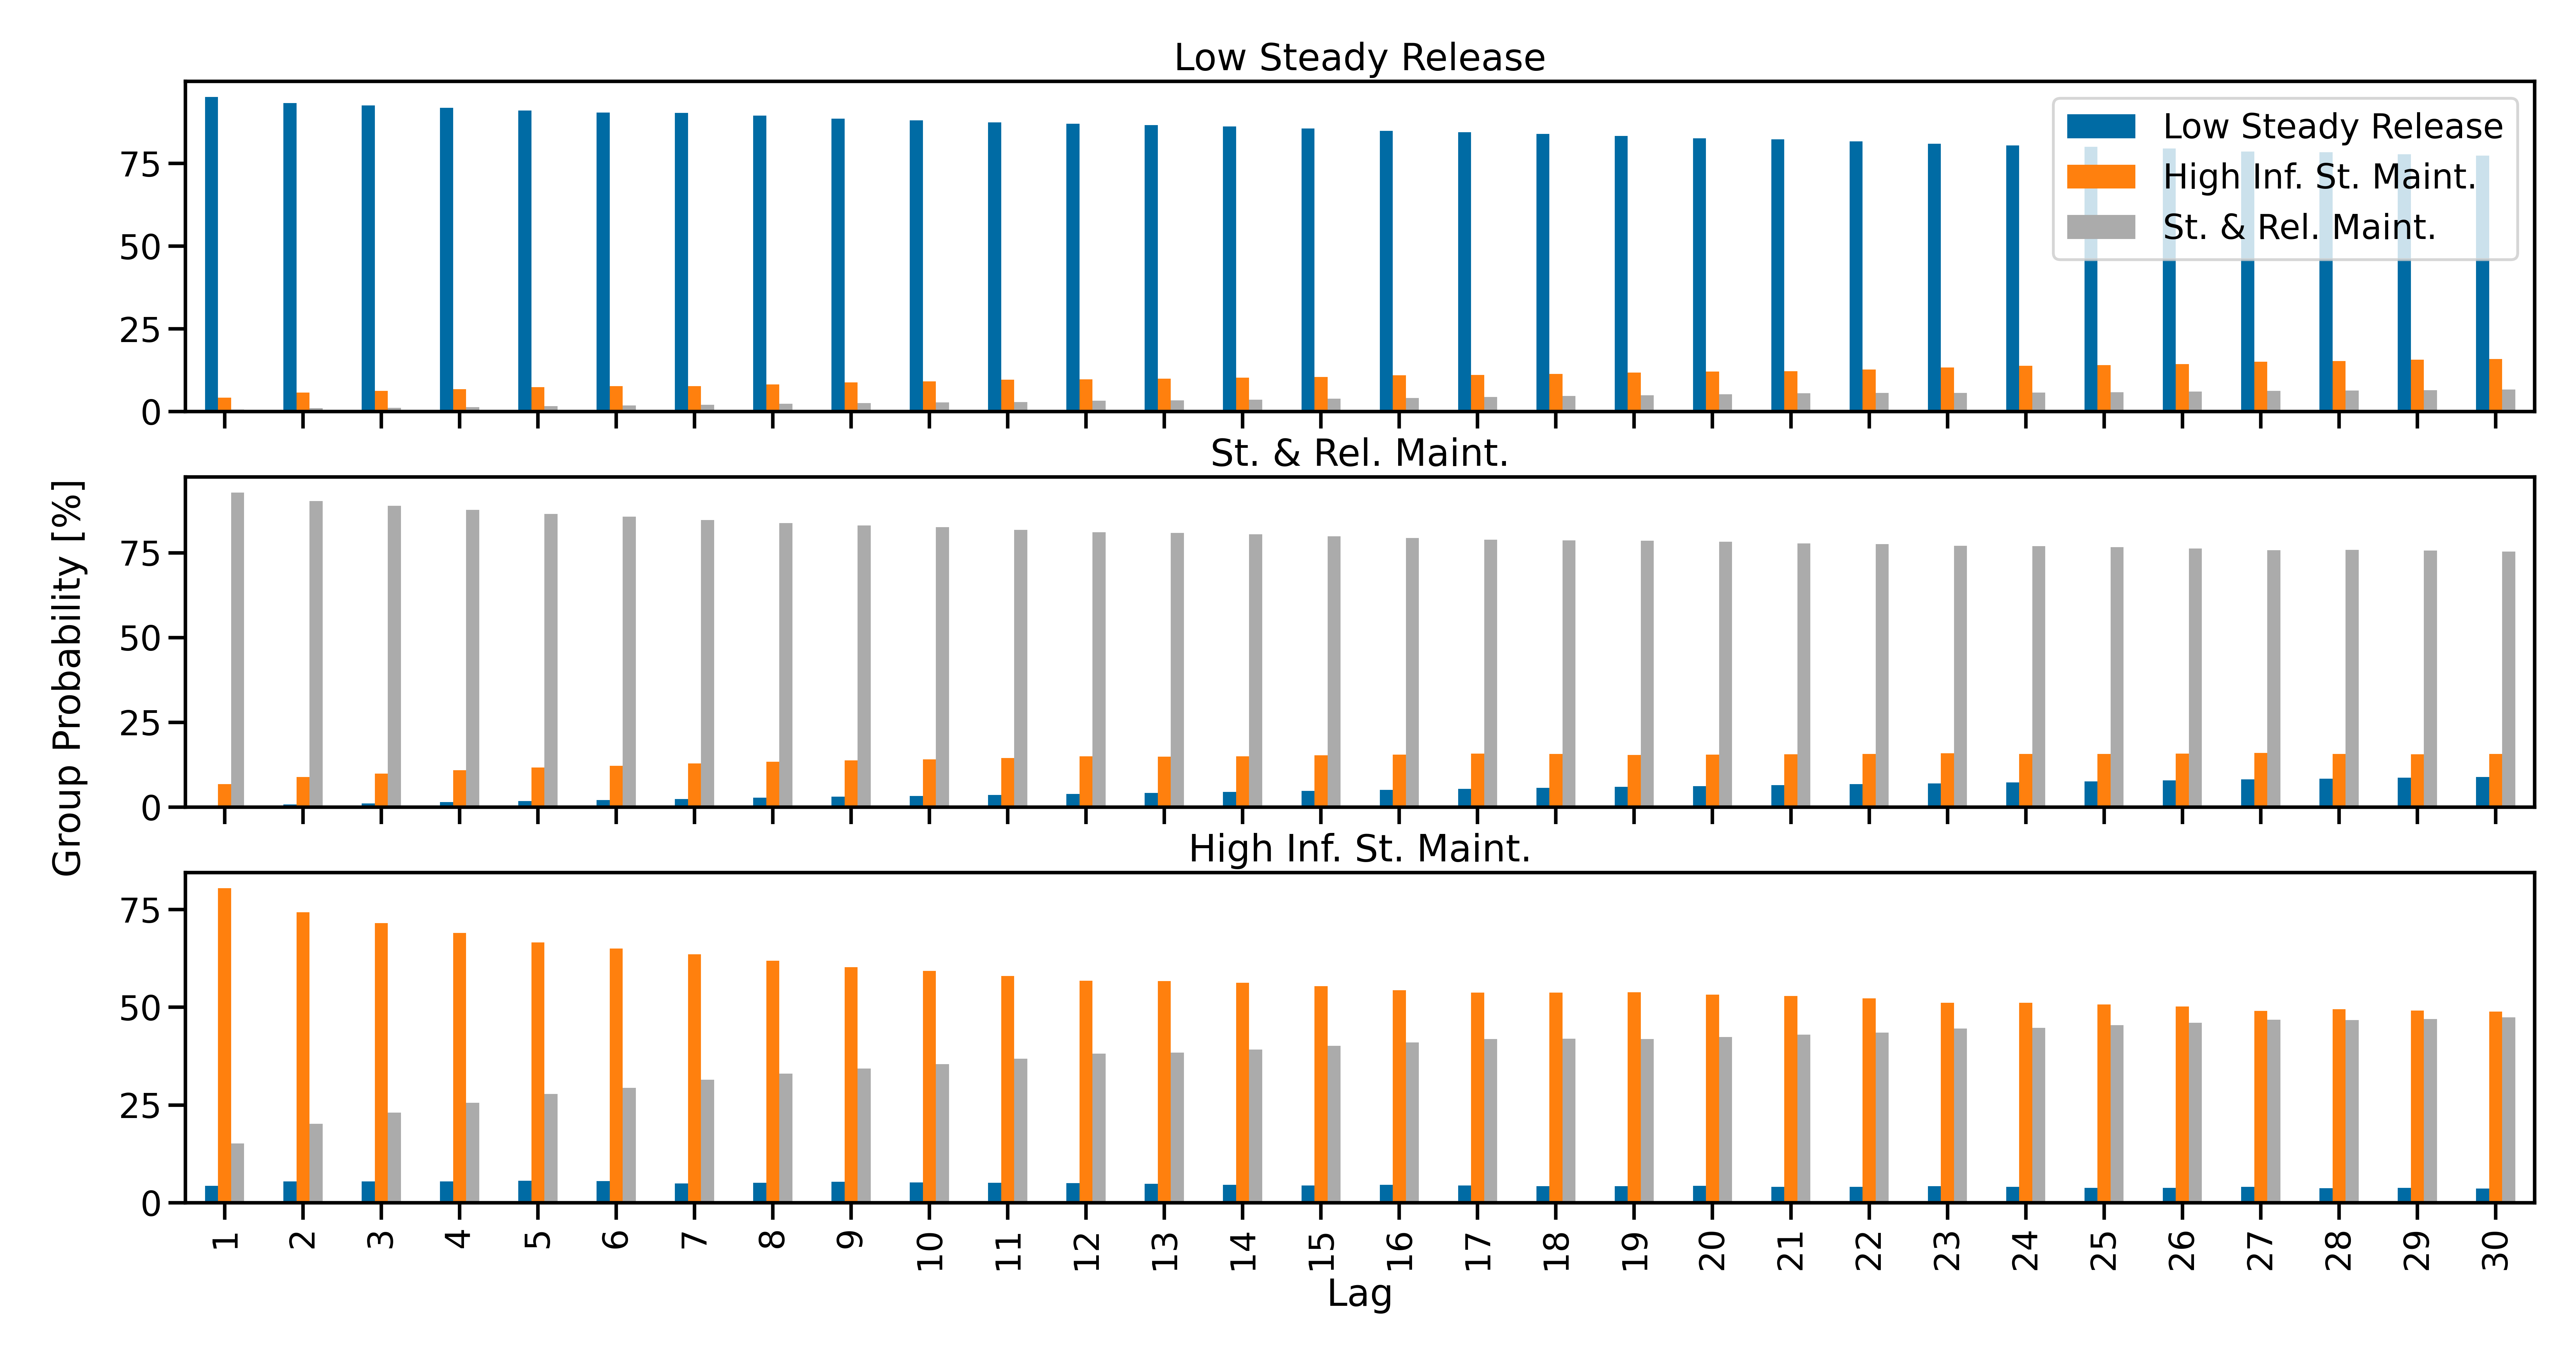 Low Steady Release
Low Steady Release
High Inf. St. Maint.
St. & Rel. Maint.
75
50
25
0
St. & Rel. Maint.
75
50
25
0
Group Probability [%]
High Inf. St. Maint.
75
50
25
0
1 2 3 4 5 6 7 8 9 10 11 12 13 14 15 16 17 18 19 20 21 22 23 24 25 26 27 28 29 30
Lag